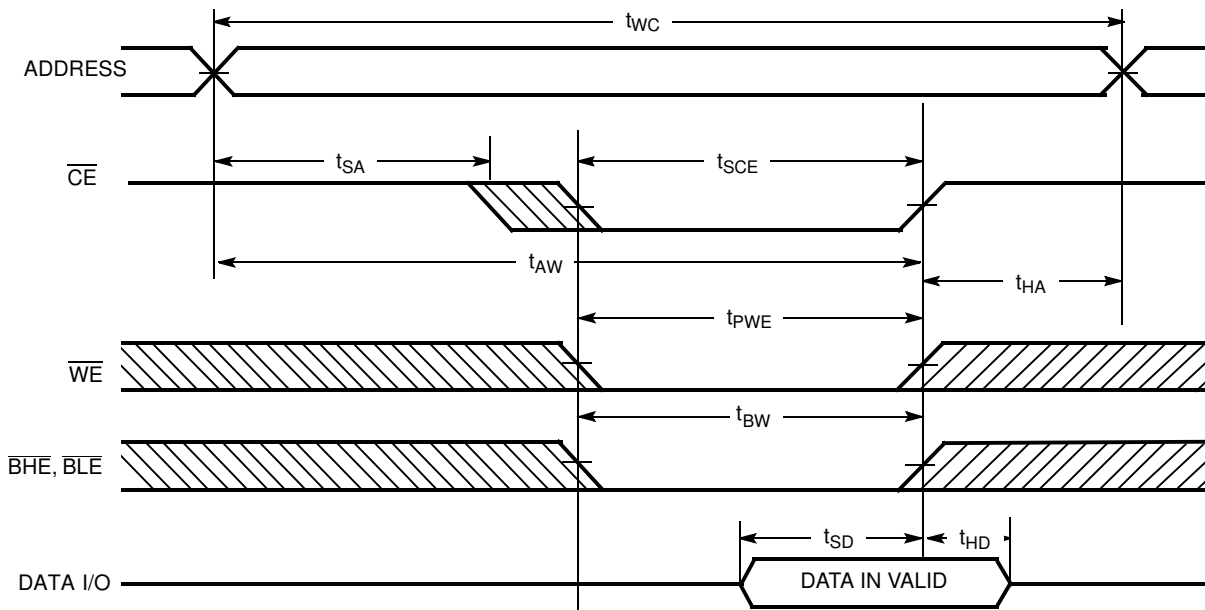 tWC
ADDRESS
tSA
tSCE
CE
tAW
tHA
tPWE
WE
tBW
BHE, BLE
tSD
tHD
DATA I/O
DATA IN VALID